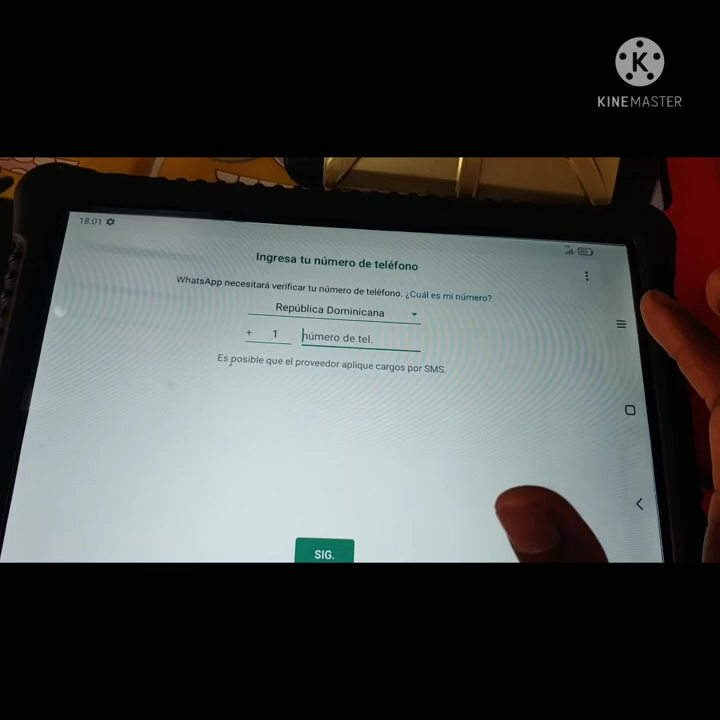 KINEMASTER
18:01
Ingresa tu número de teléfono
WhatsApp necesitará verificar tu número de teléfono. ¿Cuál es mi número?
República Dominicana
+ 1 número de tel.
Es posible que el proveedor aplique cargos por SMS.
SIG.